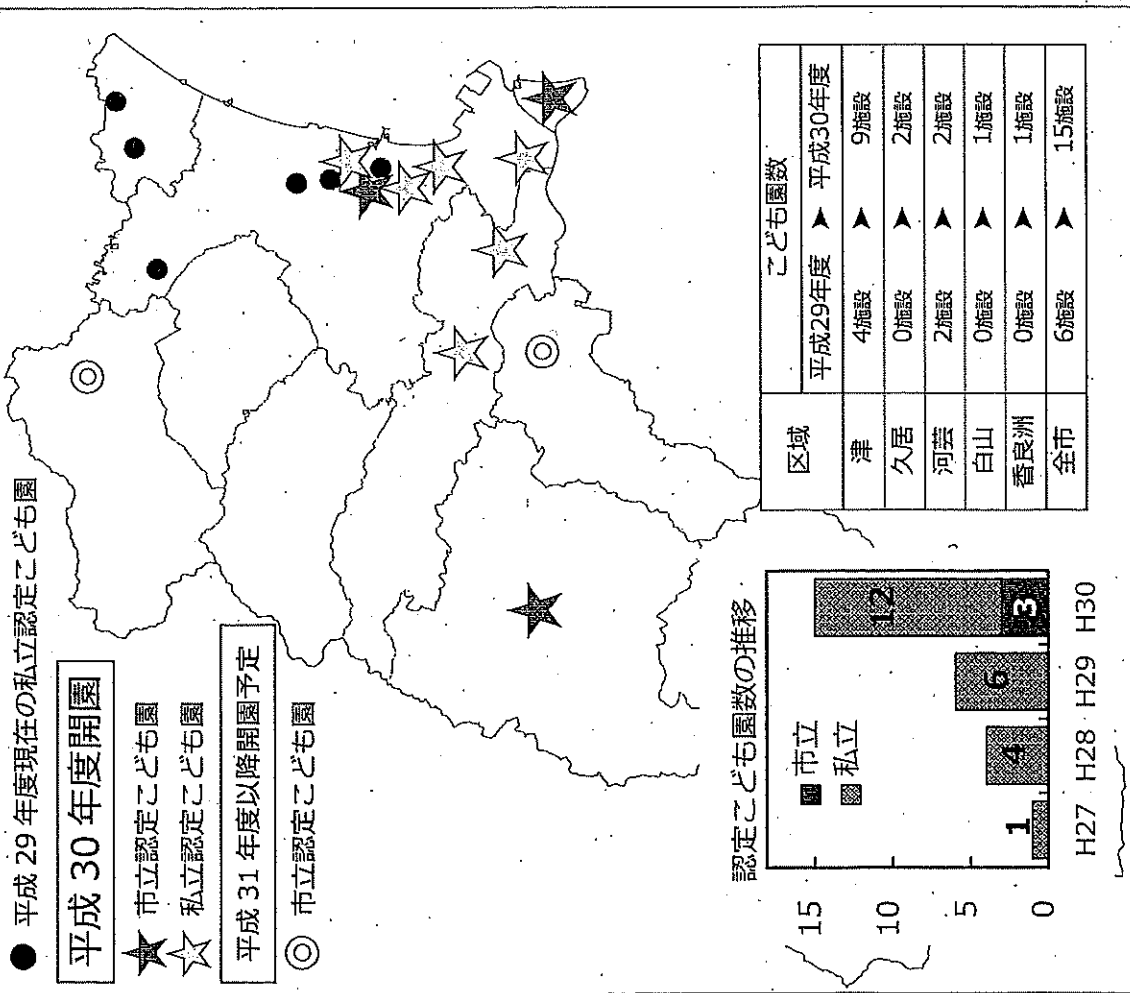 ● 平成 29 年度現在の私立認定こども園
平成 30 年度開園
★ 市立認定こども園
☆ 私立認定こども園
平成 31 年度以降開園予定
◎ 市立認定こども園
認定こども園数の推移
■ 市立
■ 私立
15
10
5
0
1
4
6
12
3
H27 H28 H29 H30
区域 こども園数
平成29年度 ➤ 平成30年度
津 4施設 ➤ 9施設
久居 0施設 ➤ 2施設
河芸 2施設 ➤ 2施設
白山 0施設 ➤ 1施設
香良洲 0施設 ➤ 1施設
全市 6施設 ➤ 15施設